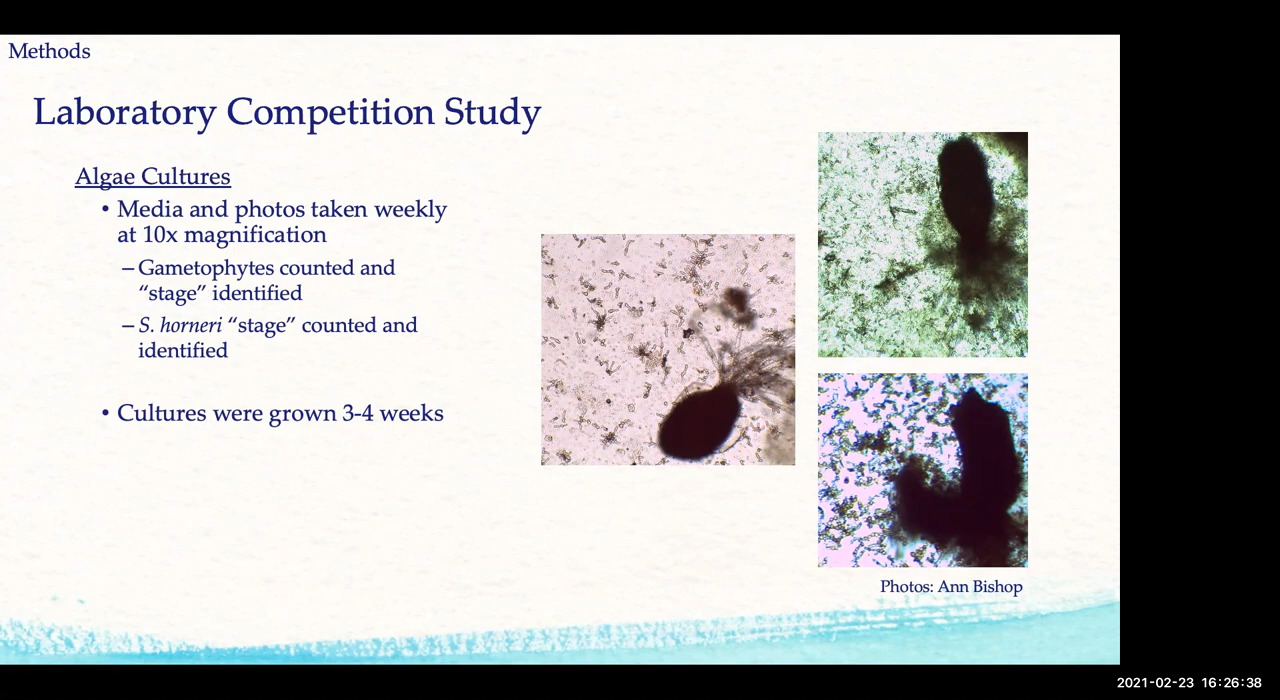 Methods
Laboratory Competition Study
Algae Cultures
• Media and photos taken weekly
at 10x magnification
– Gametophytes counted and
“stage” identified
– S. horneri “stage” counted and
identified
• Cultures were grown 3-4 weeks
Photos: Ann Bishop
2021-02-23 16:26:38